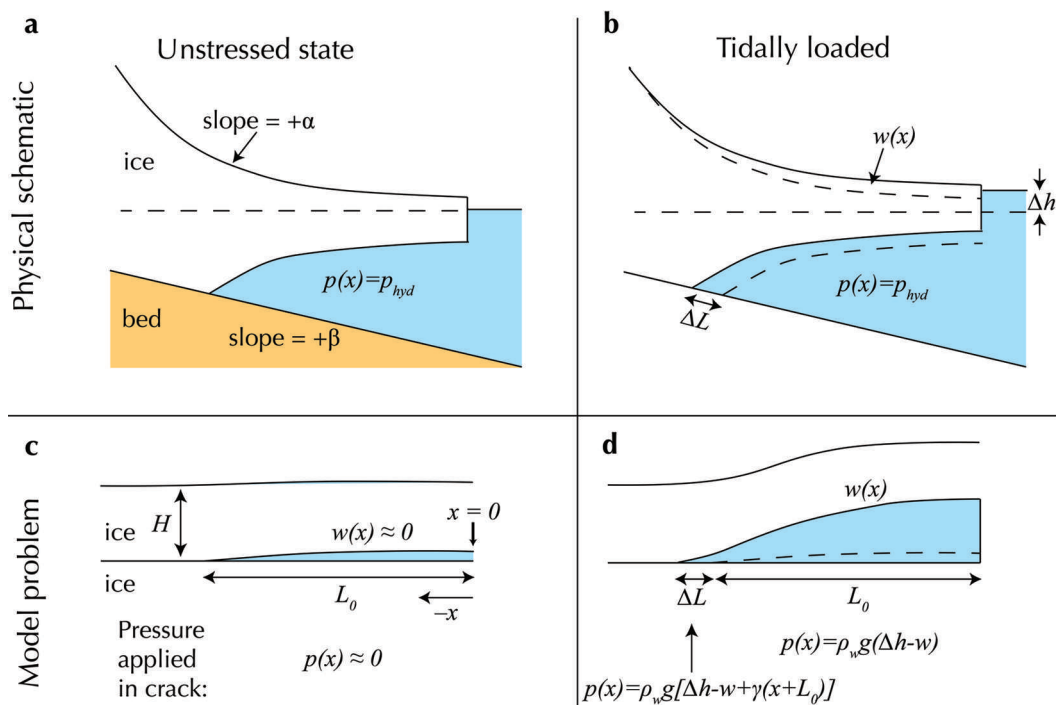 a
Unstressed state
Physical schematic
slope = +α
ice
p(x)=p_hyd
bed
slope = +β
b
Tidally loaded
w(x)
Δh
p(x)=p_hyd
ΔL
c
Model problem
H
x = 0
ice
w(x) ≈ 0
ice
L_0
−x
Pressure
applied
in crack:
p(x) ≈ 0
d
w(x)
ΔL
L_0
p(x)=ρ_w g(Δh-w)
p(x)=ρ_w g[Δh-w+γ(x+L_0)]